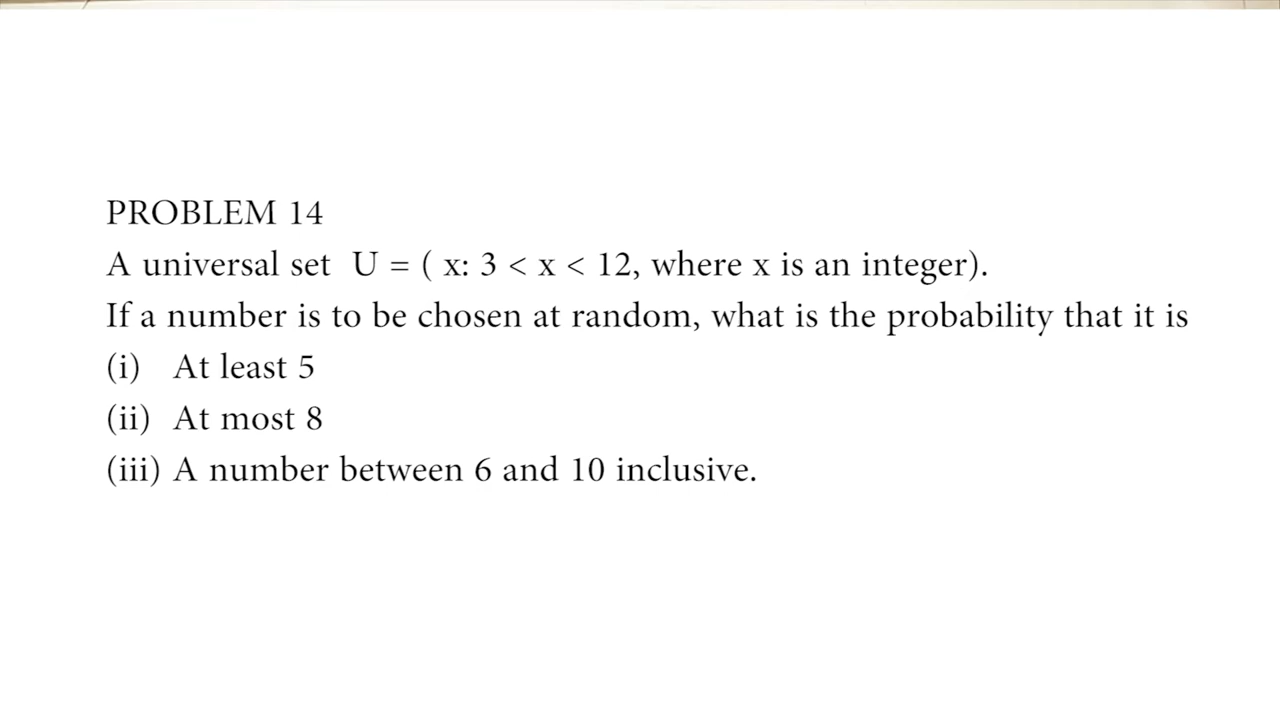 PROBLEM 14
A universal set U = ( x: 3 < x < 12, where x is an integer).
If a number is to be chosen at random, what is the probability that it is
(i) At least 5
(ii) At most 8
(iii) A number between 6 and 10 inclusive.